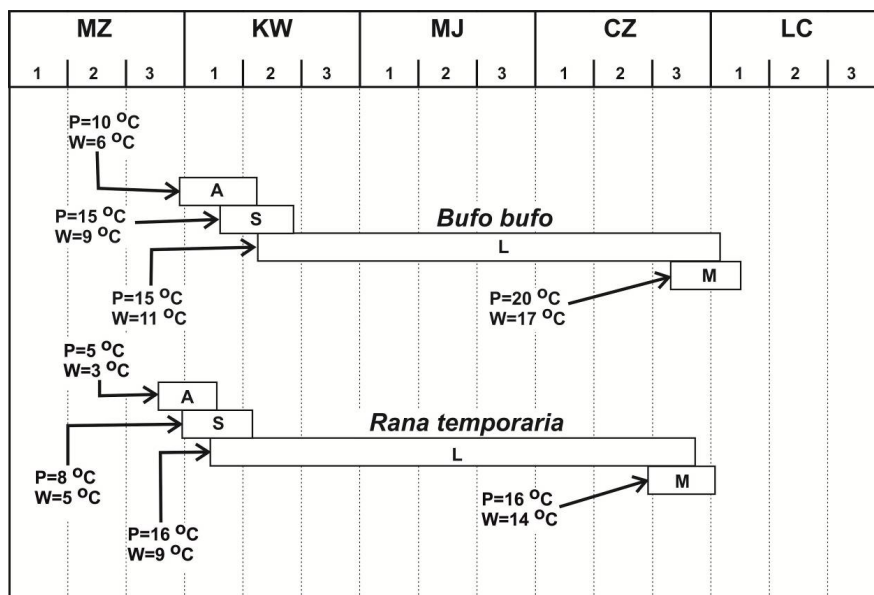 MZ KW MJ CZ LC
1 2 3 1 2 3 1 2 3 1 2 3 1 2 3
P=10 °C
W=6 °C
A
P=15 °C
W=9 °C
S
Bufo bufo
L
P=15 °C
W=11 °C
M
P=20 °C
W=17 °C
P=5 °C
W=3 °C
A
S
Rana temporaria
L
P=8 °C
W=5 °C
M
P=16 °C
W=14 °C
P=16 °C
W=9 °C